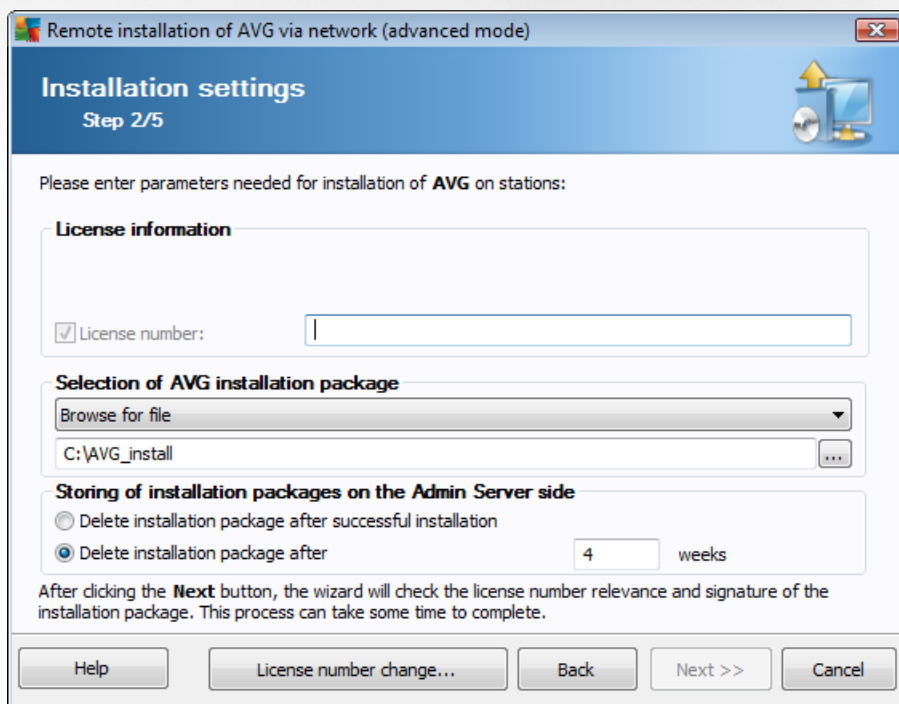 Remote installation of AVG via network (advanced mode)
Installation settings
Step 2/5
Please enter parameters needed for installation of AVG on stations:
License information
License number:
Selection of AVG installation package
Browse for file
C:\AVG_install
...
Storing of installation packages on the Admin Server side
Delete installation package after successful installation
Delete installation package after 4 weeks
After clicking the Next button, the wizard will check the license number relevance and signature of the
installation package. This process can take some time to complete.
Help License number change... Back Next >> Cancel